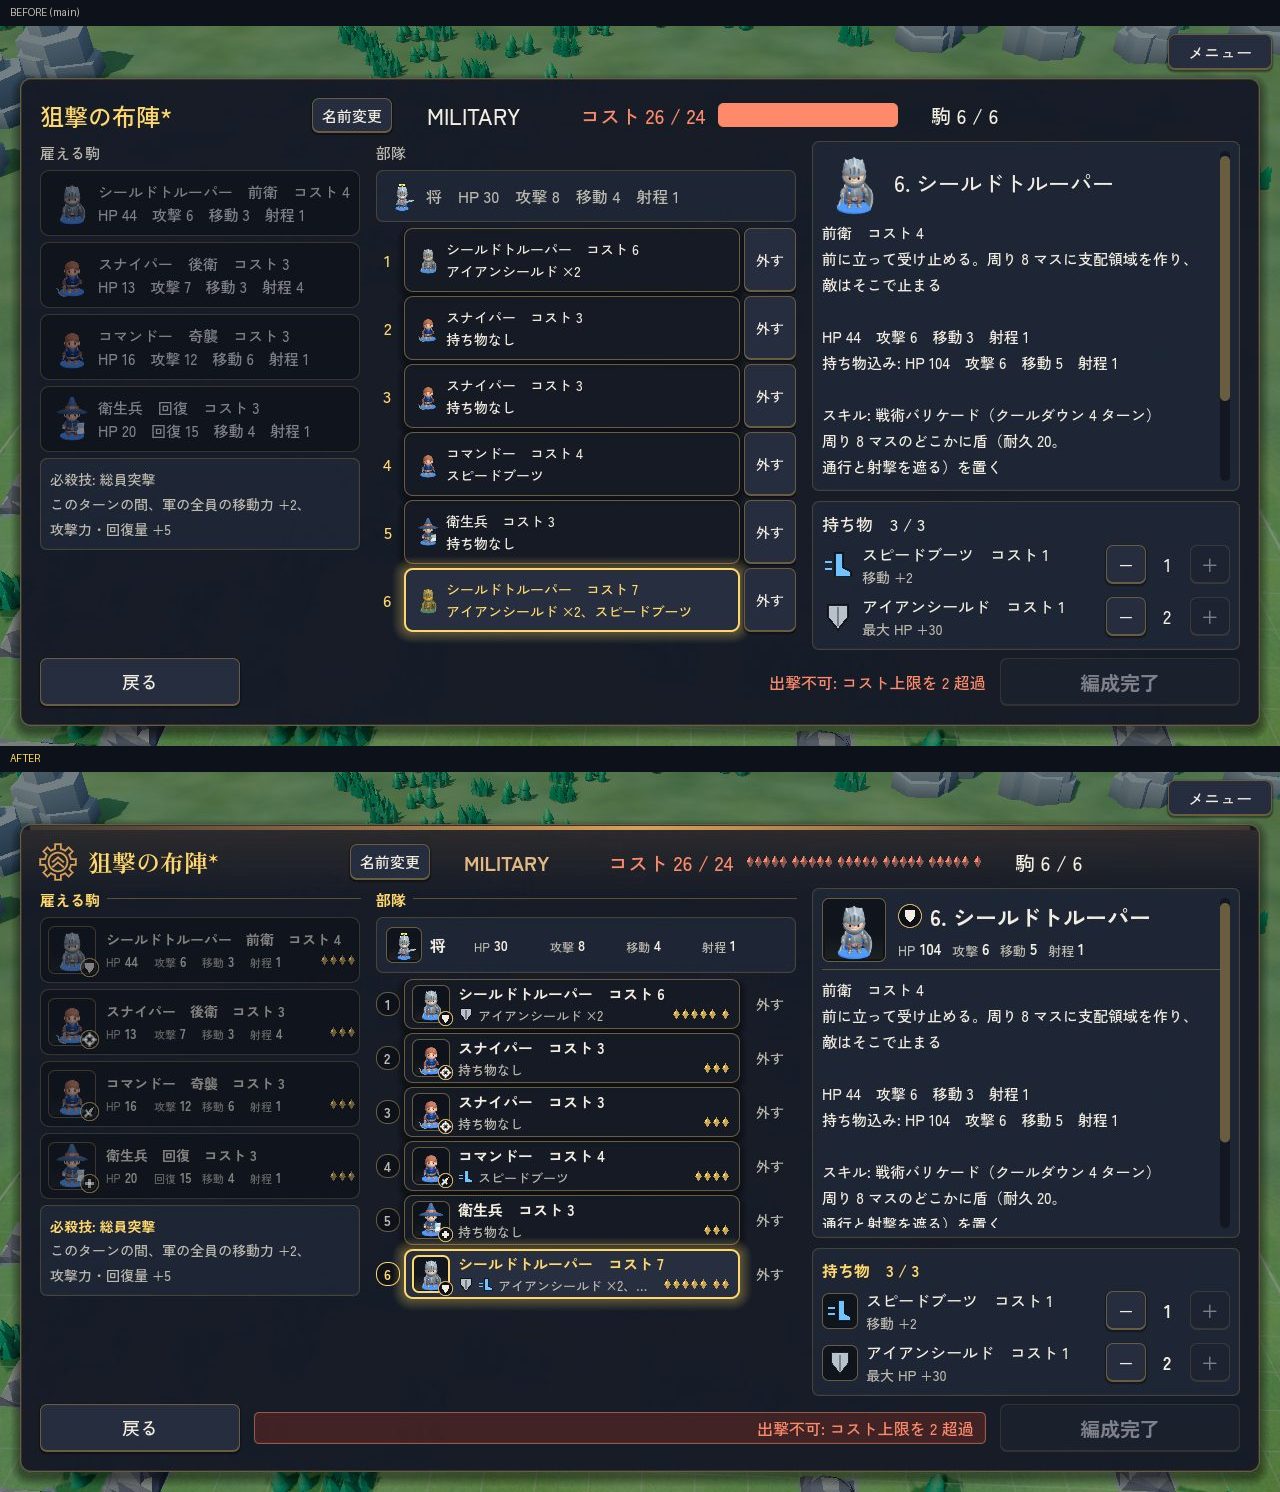 BEFORE (main)
メニュー
狙撃の布陣*
名前変更
MILITARY
コスト 26 / 24
駒 6 / 6
雇える駒
シールドトルーパー　前衛　コスト 4
HP 44　攻撃 6　移動 3　射程 1
スナイパー　後衛　コスト 3
HP 13　攻撃 7　移動 3　射程 4
コマンドー　奇襲　コスト 3
HP 16　攻撃 12　移動 6　射程 1
衛生兵　回復　コスト 3
HP 20　回復 15　移動 4　射程 1
必殺技: 総員突撃
このターンの間、軍の全員の移動力 +2、
攻撃力・回復量 +5
部隊
将　HP 30　攻撃 8　移動 4　射程 1
1
シールドトルーパー　コスト 6
アイアンシールド ×2
外す
2
スナイパー　コスト 3
持ち物なし
外す
3
スナイパー　コスト 3
持ち物なし
外す
4
コマンドー　コスト 4
スピードブーツ
外す
5
衛生兵　コスト 3
持ち物なし
外す
6
シールドトルーパー　コスト 7
アイアンシールド ×2、スピードブーツ
外す
6. シールドトルーパー
前衛　コスト 4
前に立って受け止める。周り 8 マスに支配領域を作り、
敵はそこで止まる
HP 44　攻撃 6　移動 3　射程 1
持ち物込み: HP 104　攻撃 6　移動 5　射程 1
スキル: 戦術バリケード（クールダウン 4 ターン）
周り 8 マスのどこかに盾（耐久 20。
通行と射撃を遮る）を置く
持ち物　3 / 3
スピードブーツ　コスト 1
移動 +2
− 1 +
アイアンシールド　コスト 1
最大 HP +30
− 2 +
戻る
出撃不可: コスト上限を 2 超過
編成完了
AFTER
メニュー
狙撃の布陣*
名前変更
MILITARY
コスト 26 / 24
駒 6 / 6
雇える駒
シールドトルーパー　前衛　コスト 4
HP 44　攻撃 6　移動 3　射程 1
スナイパー　後衛　コスト 3
HP 13　攻撃 7　移動 3　射程 4
コマンドー　奇襲　コスト 3
HP 16　攻撃 12　移動 6　射程 1
衛生兵　回復　コスト 3
HP 20　回復 15　移動 4　射程 1
必殺技: 総員突撃
このターンの間、軍の全員の移動力 +2、
攻撃力・回復量 +5
部隊
将　HP 30　攻撃 8　移動 4　射程 1
1
シールドトルーパー　コスト 6
アイアンシールド ×2
外す
2
スナイパー　コスト 3
持ち物なし
外す
3
スナイパー　コスト 3
持ち物なし
外す
4
コマンドー　コスト 4
スピードブーツ
外す
5
衛生兵　コスト 3
持ち物なし
外す
6
シールドトルーパー　コスト 7
アイアンシールド ×2、...
外す
6. シールドトルーパー
HP 104　攻撃 6　移動 5　射程 1
前衛　コスト 4
前に立って受け止める。周り 8 マスに支配領域を作り、
敵はそこで止まる
HP 44　攻撃 6　移動 3　射程 1
持ち物込み: HP 104　攻撃 6　移動 5　射程 1
スキル: 戦術バリケード（クールダウン 4 ターン）
周り 8 マスのどこかに盾（耐久 20。
通行と射撃を遮る）を置く
持ち物　3 / 3
スピードブーツ　コスト 1
移動 +2
− 1 +
アイアンシールド　コスト 1
最大 HP +30
− 2 +
戻る
出撃不可: コスト上限を 2 超過
編成完了